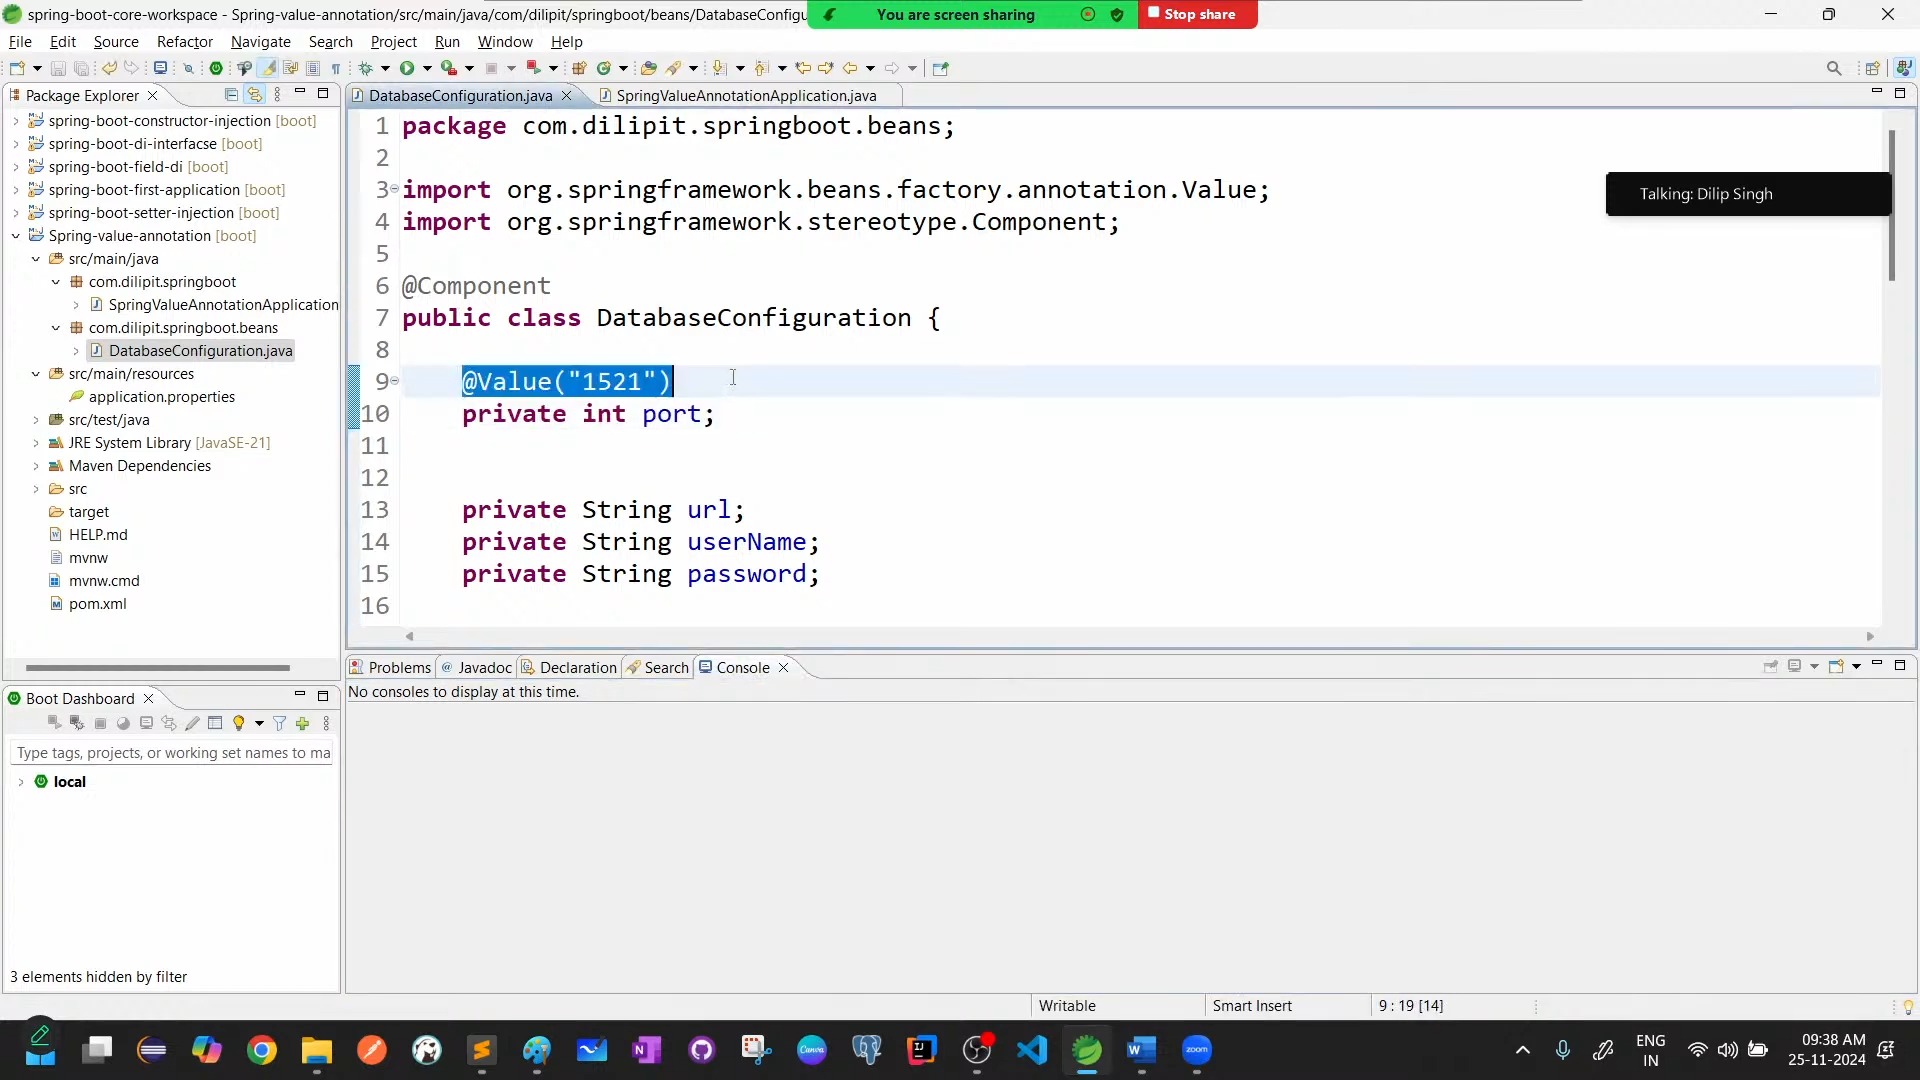 spring-boot-core-workspace - Spring-value-annotation/src/main/java/com/dilipit/springboot/beans/DatabaseConfigu
You are screen sharing
Stop share
File Edit Source Refactor Navigate Search Project Run Window Help
Package Explorer
spring-boot-constructor-injection [boot]
spring-boot-di-interfacse [boot]
spring-boot-field-di [boot]
spring-boot-first-application [boot]
spring-boot-setter-injection [boot]
Spring-value-annotation [boot]
src/main/java
com.dilipit.springboot
SpringValueAnnotationApplication
com.dilipit.springboot.beans
DatabaseConfiguration.java
src/main/resources
application.properties
src/test/java
JRE System Library [JavaSE-21]
Maven Dependencies
src
target
HELP.md
mvnw
mvnw.cmd
pom.xml
DatabaseConfiguration.java SpringValueAnnotationApplication.java
1 package com.dilipit.springboot.beans;
2
3 import org.springframework.beans.factory.annotation.Value;
4 import org.springframework.stereotype.Component;
5
6 @Component
7 public class DatabaseConfiguration {
8
9 @Value("1521")
10 private int port;
11
12
13 private String url;
14 private String userName;
15 private String password;
16
Talking: Dilip Singh
Boot Dashboard
Type tags, projects, or working set names to ma
local
3 elements hidden by filter
Problems Javadoc Declaration Search Console
No consoles to display at this time.
Writable Smart Insert 9 : 19 [14]
Canva
zoom
ENG
IN
09:38 AM
25-11-2024